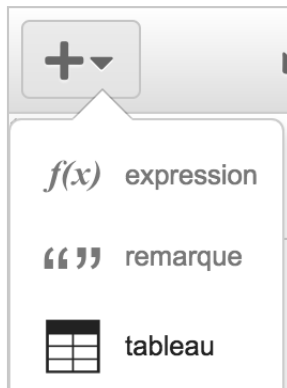 f(x) expression
“ ” remarque
tableau